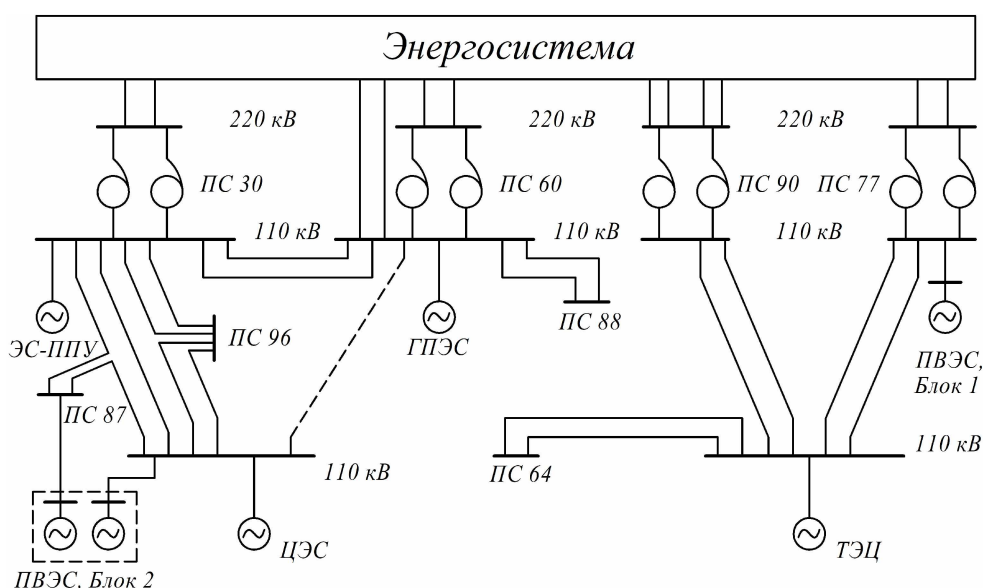 Энергосистема
220 кВ
220 кВ
220 кВ
ПС 30
ПС 60
ПС 90
ПС 77
110 кВ
110 кВ
110 кВ
ЭС-ППУ
ПС 96
ГПЭС
ПС 88
ПВЭС,
Блок 1
ПС 87
110 кВ
ПС 64
110 кВ
ЦЭС
ТЭЦ
ПВЭС, Блок 2